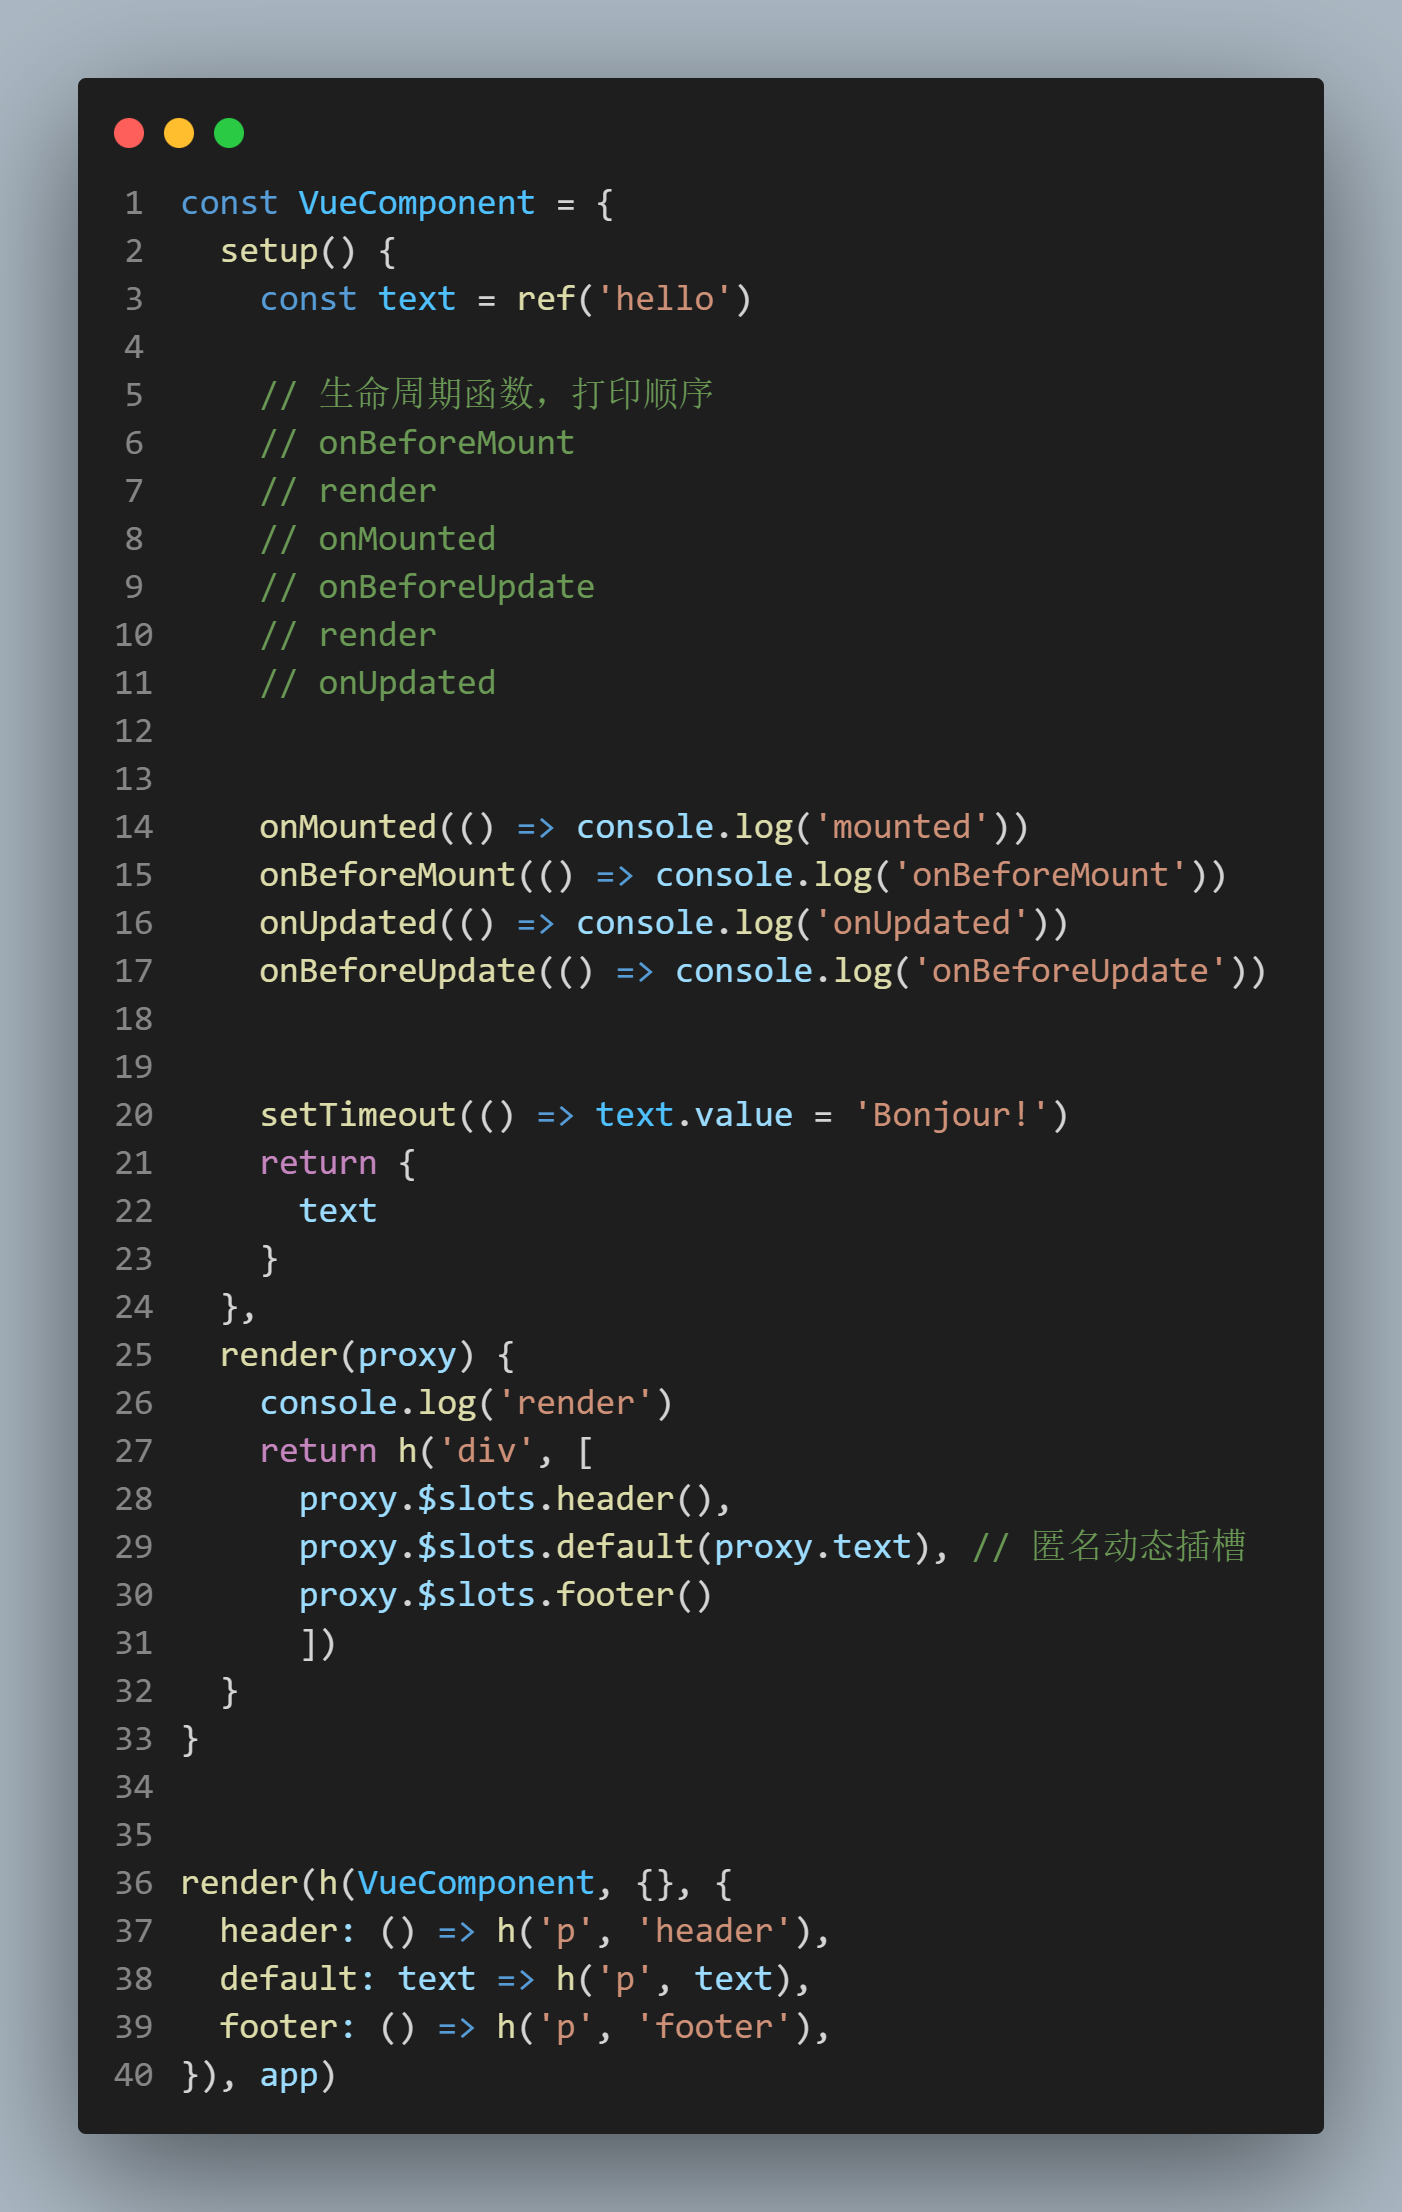 1 const VueComponent = {
2   setup() {
3     const text = ref('hello')
4
5     // 生命周期函数，打印顺序
6     // onBeforeMount
7     // render
8     // onMounted
9     // onBeforeUpdate
10     // render
11     // onUpdated
12
13
14     onMounted(() => console.log('mounted'))
15     onBeforeMount(() => console.log('onBeforeMount'))
16     onUpdated(() => console.log('onUpdated'))
17     onBeforeUpdate(() => console.log('onBeforeUpdate'))
18
19
20     setTimeout(() => text.value = 'Bonjour!')
21     return {
22       text
23     }
24   },
25   render(proxy) {
26     console.log('render')
27     return h('div', [
28       proxy.$slots.header(),
29       proxy.$slots.default(proxy.text), // 匿名动态插槽
30       proxy.$slots.footer()
31       ])
32   }
33 }
34
35
36 render(h(VueComponent, {}, {
37   header: () => h('p', 'header'),
38   default: text => h('p', text),
39   footer: () => h('p', 'footer'),
40 }), app)